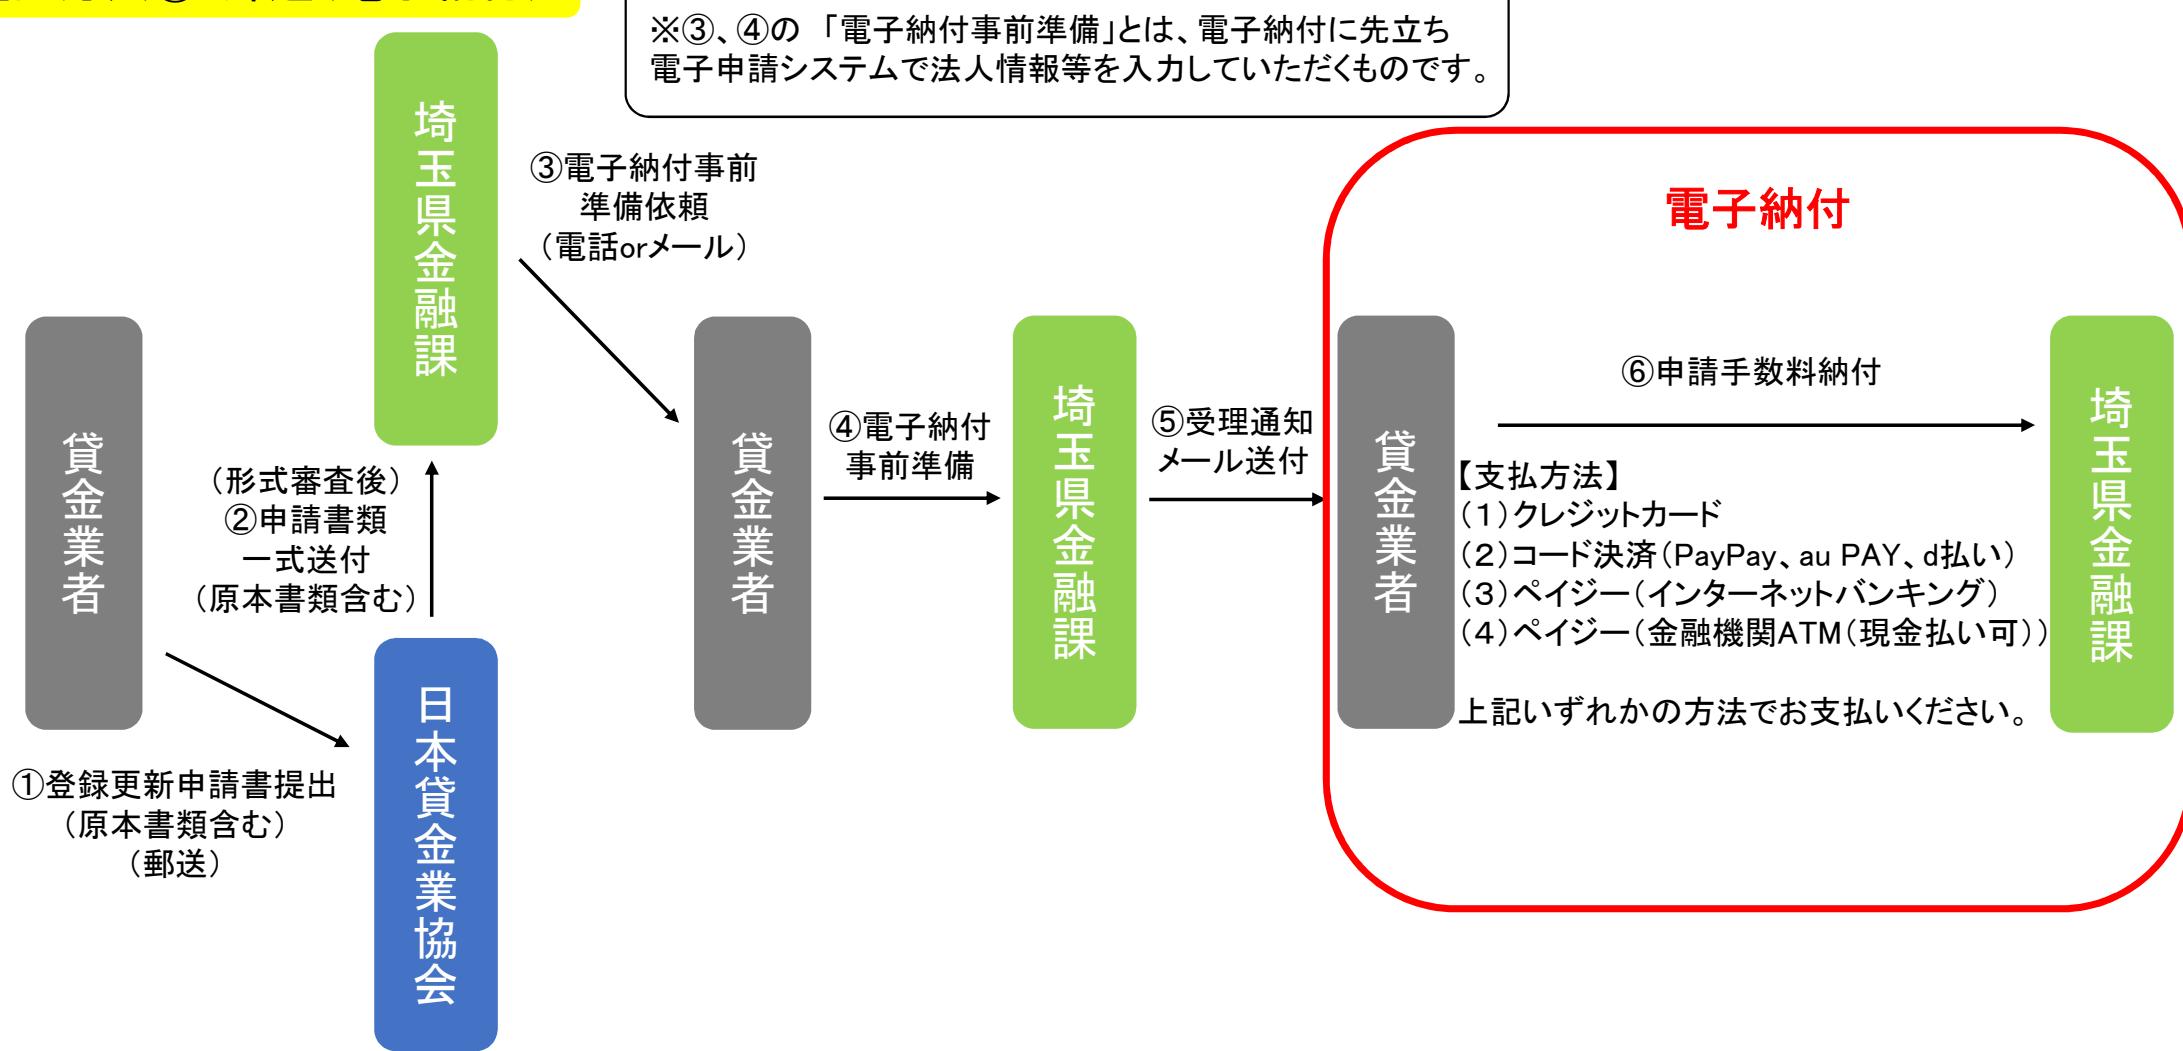 ※③、④の「電子納付事前準備」とは、電子納付に先立ち
電子申請システムで法人情報等を入力していただくものです。
貸金業者
①登録更新申請書提出
（原本書類含む）
（郵送）
日本貸金業協会
（形式審査後）
②申請書類
一式送付
（原本書類含む）
埼玉県金融課
③電子納付事前
準備依頼
（電話orメール）
貸金業者
④電子納付
事前準備
埼玉県金融課
⑤受理通知
メール送付
電子納付
貸金業者
⑥申請手数料納付
【支払方法】
（１）クレジットカード
（２）コード決済（PayPay、au PAY、d払い）
（３）ペイジー（インターネットバンキング）
（４）ペイジー（金融機関ATM（現金払い可））
上記いずれかの方法でお支払いください。
埼玉県金融課